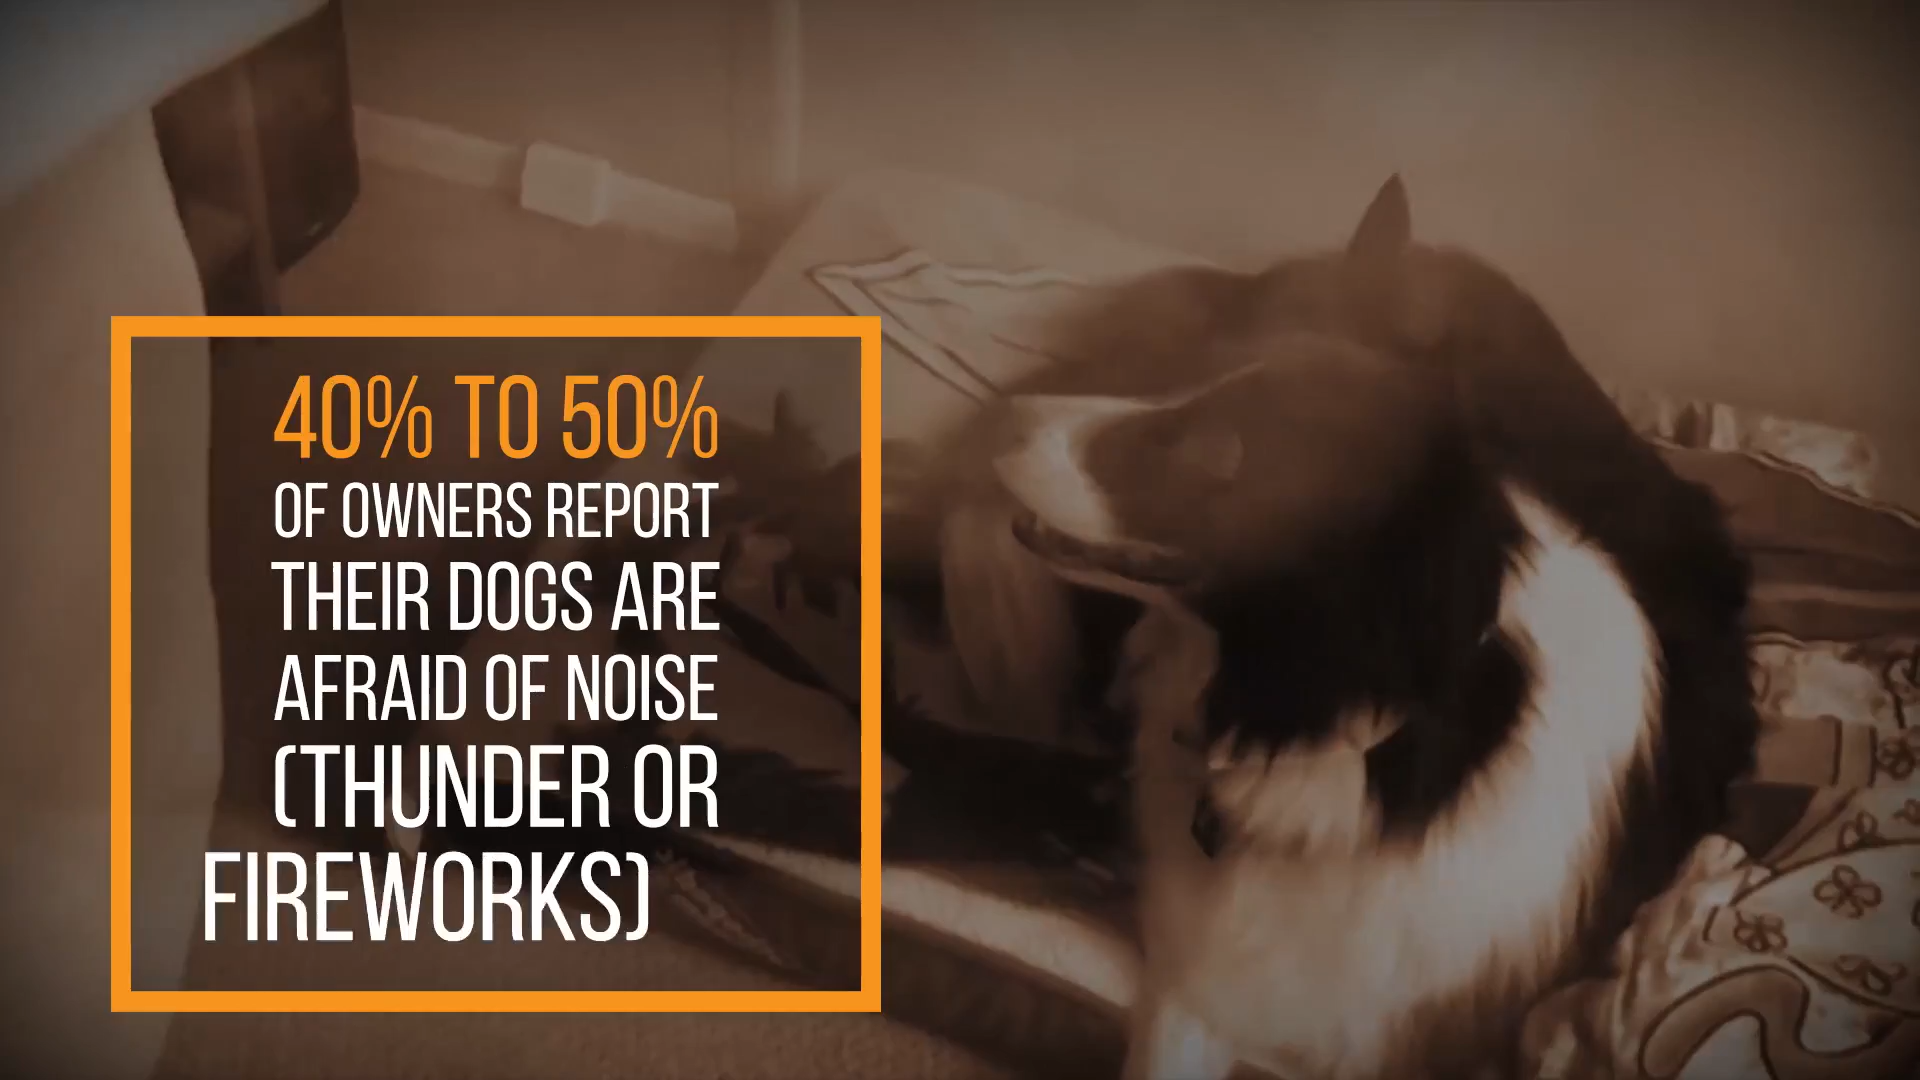 40% TO 50%
OF OWNERS REPORT
THEIR DOGS ARE
AFRAID OF NOISE
(THUNDER OR
FIREWORKS)